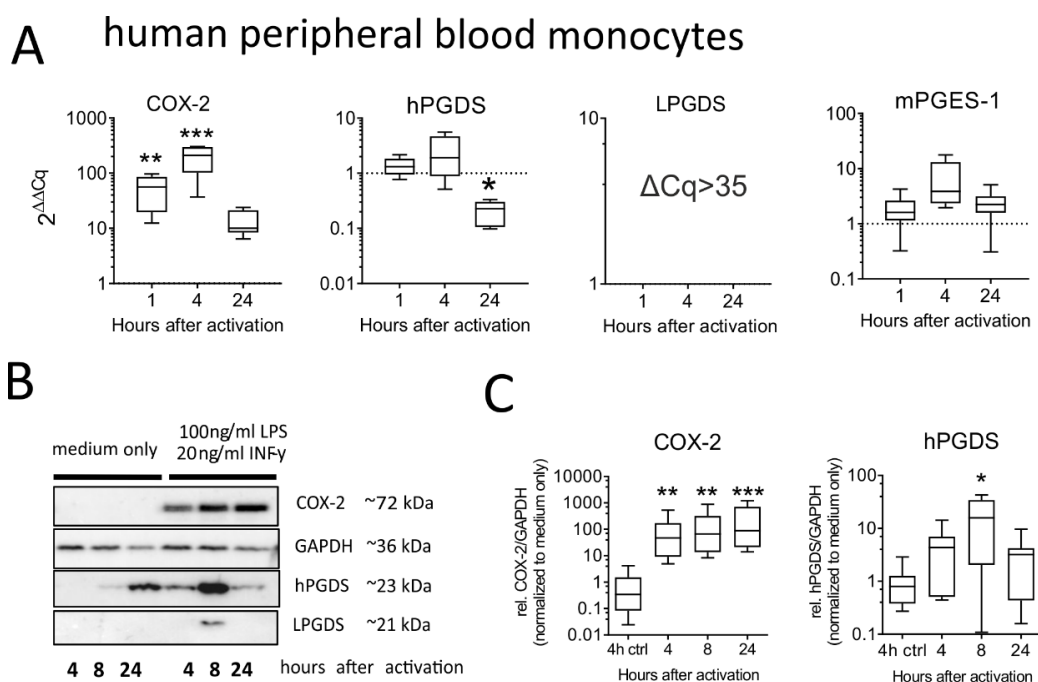 A
human peripheral blood monocytes
COX-2
hPGDS
LPGDS
mPGES-1
2^ΔΔCq
1000
100
10
1
**
***
1 4 24
Hours after activation
10
1
0.1
0.01
*
1 4 24
Hours after activation
10
1
ΔCq>35
1 4 24
Hours after activation
100
10
1
0.1
1 4 24
Hours after activation
B
medium only
100ng/ml LPS
20ng/ml INF-γ
COX-2 ~72 kDa
GAPDH ~36 kDa
hPGDS ~23 kDa
LPGDS ~21 kDa
4 8 24 4 8 24 hours after activation
C
COX-2
rel. COX-2/GAPDH
(normalized to medium only)
10000
1000
100
10
1
0.1
0.01
** ** ***
4h ctrl 4 8 24
Hours after activation
hPGDS
rel. hPGDS/GAPDH
(normalized to medium only)
100
10
1
0.1
*
4h ctrl 4 8 24
Hours after activation